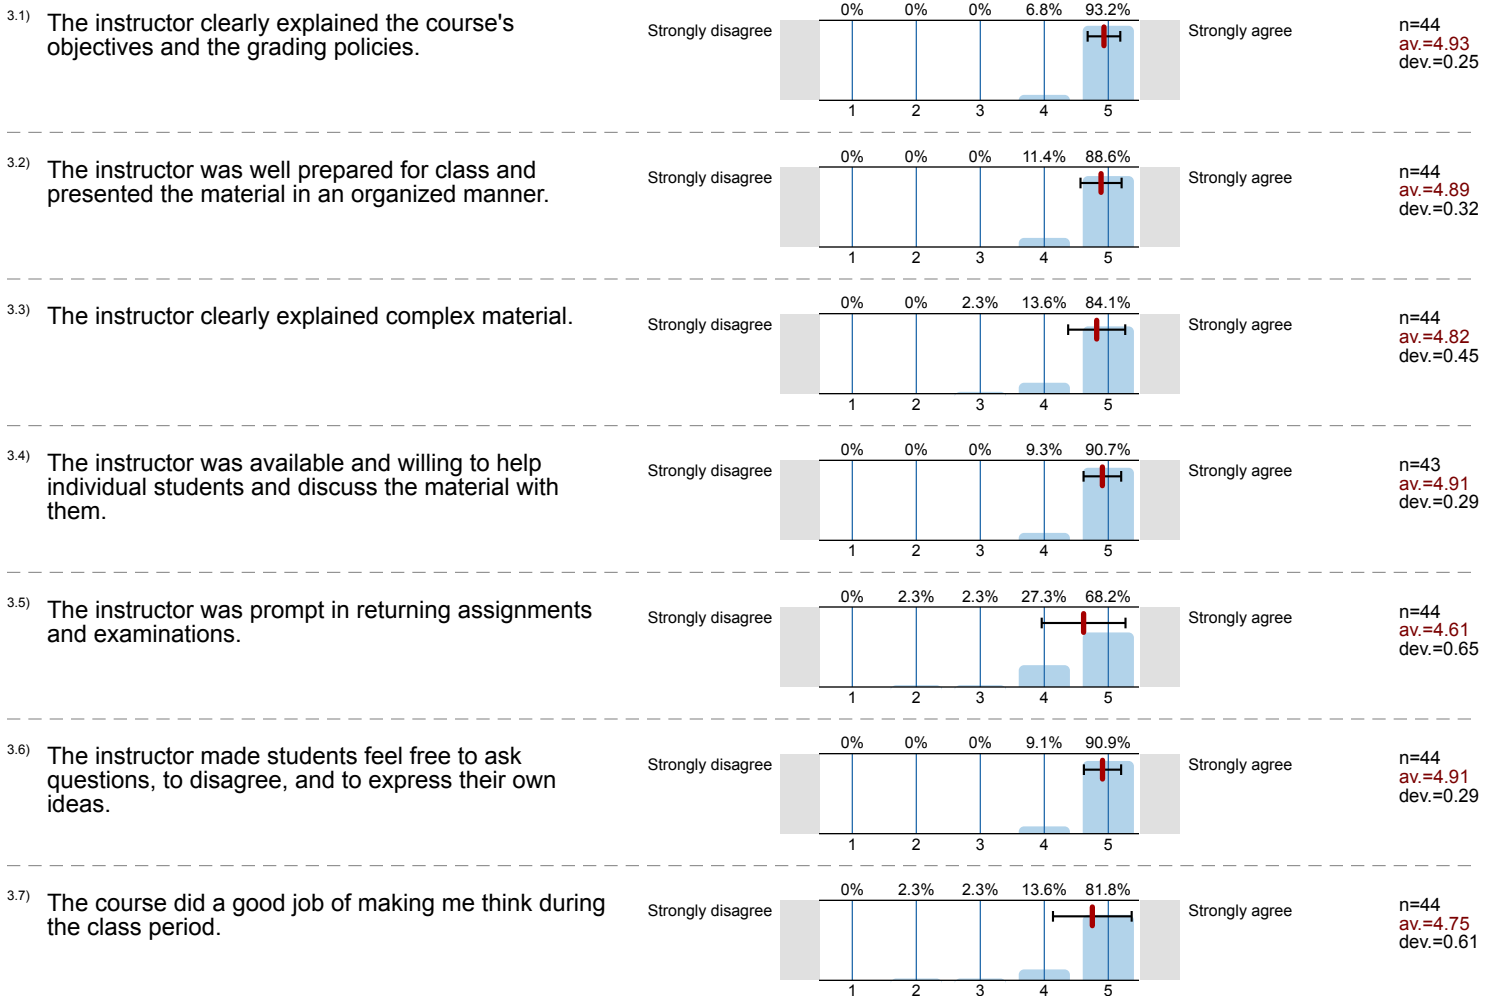 3.1) The instructor clearly explained the course's
objectives and the grading policies.
Strongly disagree
0% 0% 0% 6.8% 93.2%
1 2 3 4 5
Strongly agree
n=44
av.=4.93
dev.=0.25
3.2) The instructor was well prepared for class and
presented the material in an organized manner.
Strongly disagree
0% 0% 0% 11.4% 88.6%
1 2 3 4 5
Strongly agree
n=44
av.=4.89
dev.=0.32
3.3) The instructor clearly explained complex material.
Strongly disagree
0% 0% 2.3% 13.6% 84.1%
1 2 3 4 5
Strongly agree
n=44
av.=4.82
dev.=0.45
3.4) The instructor was available and willing to help
individual students and discuss the material with
them.
Strongly disagree
0% 0% 0% 9.3% 90.7%
1 2 3 4 5
Strongly agree
n=43
av.=4.91
dev.=0.29
3.5) The instructor was prompt in returning assignments
and examinations.
Strongly disagree
0% 2.3% 2.3% 27.3% 68.2%
1 2 3 4 5
Strongly agree
n=44
av.=4.61
dev.=0.65
3.6) The instructor made students feel free to ask
questions, to disagree, and to express their own
ideas.
Strongly disagree
0% 0% 0% 9.1% 90.9%
1 2 3 4 5
Strongly agree
n=44
av.=4.91
dev.=0.29
3.7) The course did a good job of making me think during
the class period.
Strongly disagree
0% 2.3% 2.3% 13.6% 81.8%
1 2 3 4 5
Strongly agree
n=44
av.=4.75
dev.=0.61